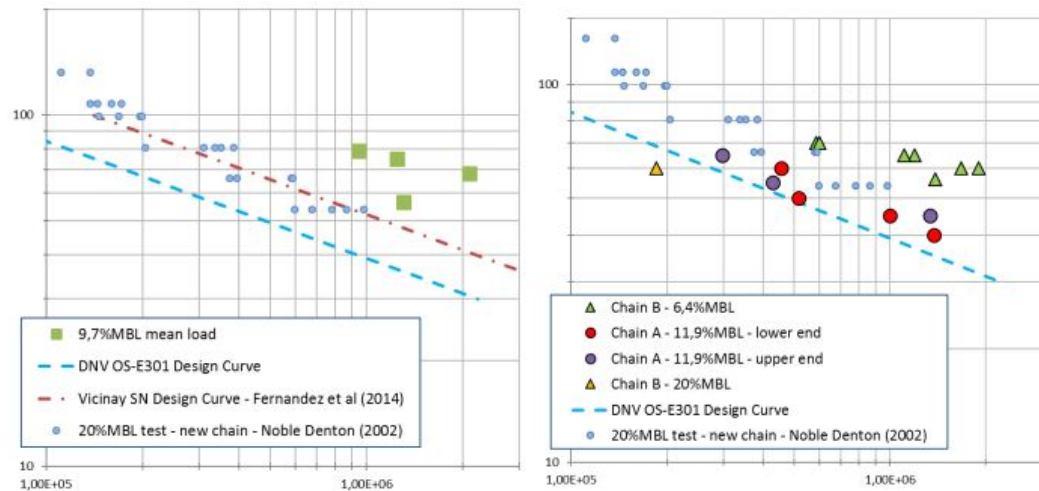 100
10
1,00E+05
1,00E+06
9,7%MBL mean load
DNV OS-E301 Design Curve
Vicinay SN Design Curve - Fernandez et al (2014)
20%MBL test - new chain - Noble Denton (2002)
100
10
1,00E+05
1,00E+06
Chain B - 6,4%MBL
Chain A - 11,9%MBL - lower end
Chain A - 11,9%MBL - upper end
Chain B - 20%MBL
DNV OS-E301 Design Curve
20%MBL test - new chain - Noble Denton (2002)